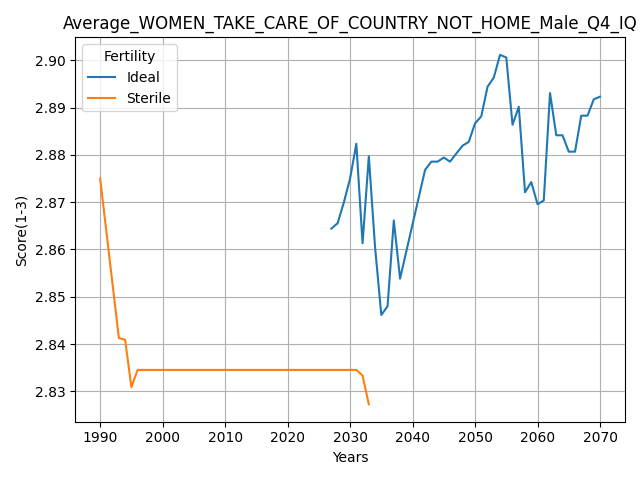 Average_WOMEN_TAKE_CARE_OF_COUNTRY_NOT_HOME_Male_Q4_IQ
Fertility
Ideal
Sterile
Score(1-3)
2.90
2.89
2.88
2.87
2.86
2.85
2.84
2.83
1990 2000 2010 2020 2030 2040 2050 2060 2070
Years